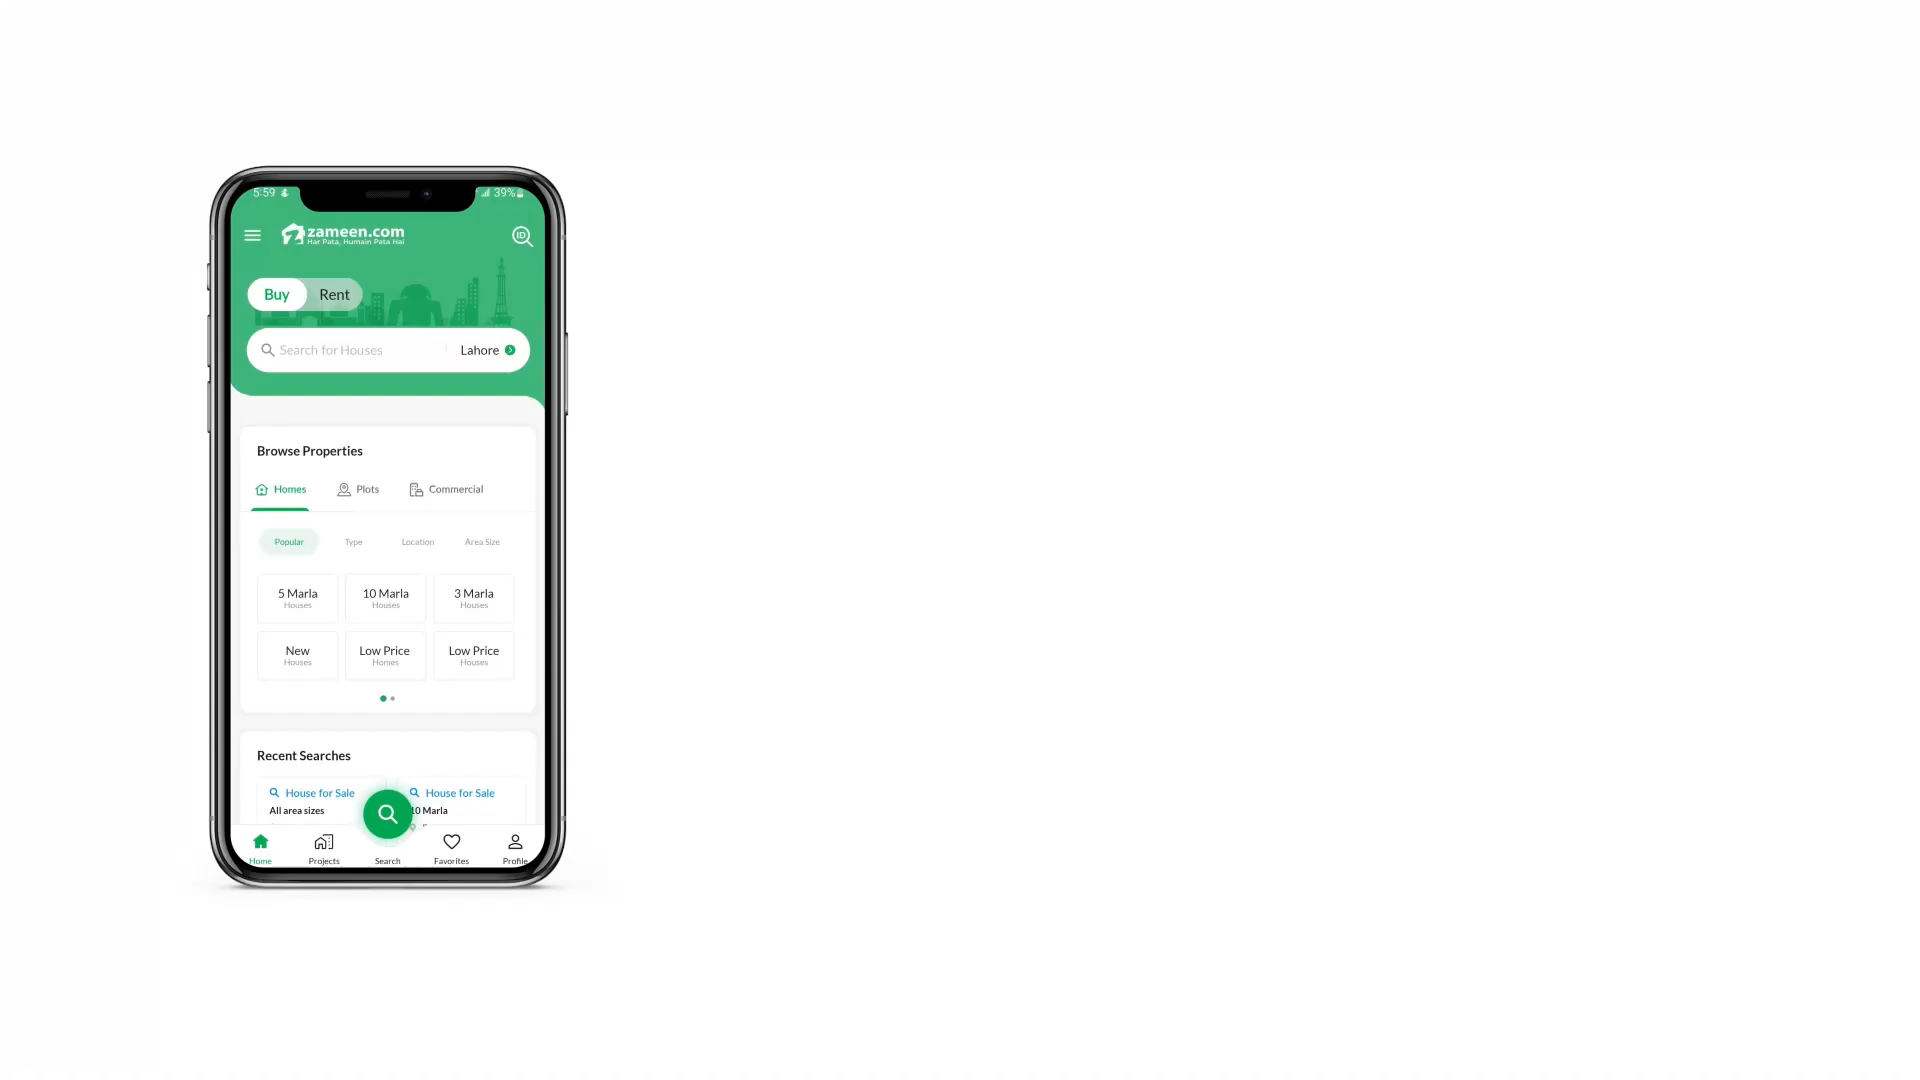 5:59
39%
zameen.com
Har Pata, Humain Pata Hai
ID
Buy Rent
Search for Houses Lahore
Browse Properties
Homes Plots Commercial
Popular Type Location Area Size
5 Marla 10 Marla 3 Marla
Houses Houses Houses
New Low Price Low Price
Houses Homes Houses
Recent Searches
House for Sale House for Sale
All area sizes 10 Marla
Home Projects Search Favorites Profile